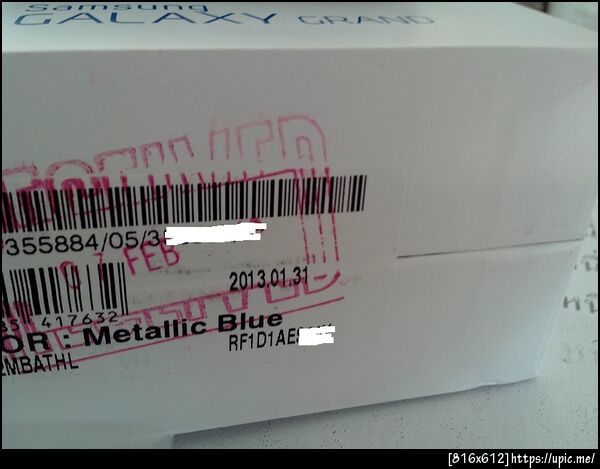 Samsung
GALAXY GRAND
355884/05/3
07 FEB
2013.01.31
417632
OR : Metallic Blue
RF1D1AE
MBATHL
[816x612]https://upic.me/